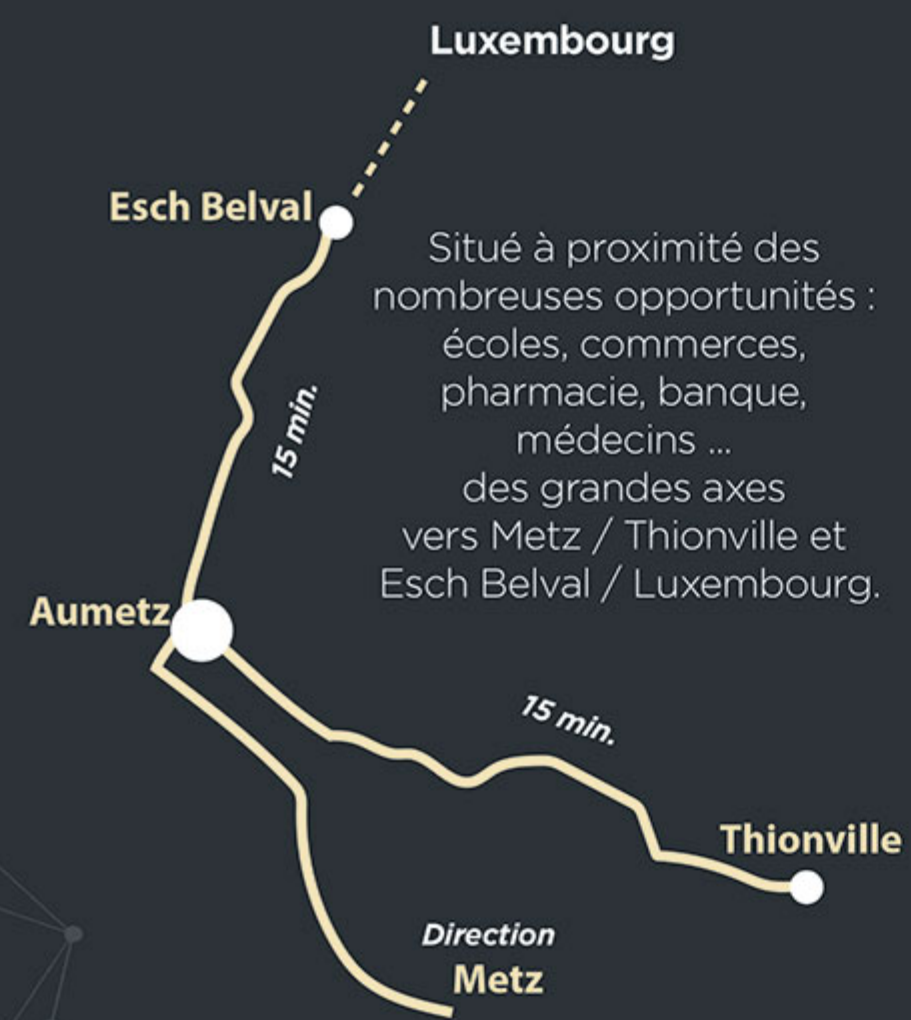 Luxembourg
Esch Belval
Situé à proximité des
nombreuses opportunités :
écoles, commerces,
pharmacie, banque,
médecins ...
des grandes axes
vers Metz / Thionville et
Esch Belval / Luxembourg.
15 min.
Aumetz
15 min.
Thionville
Direction
Metz